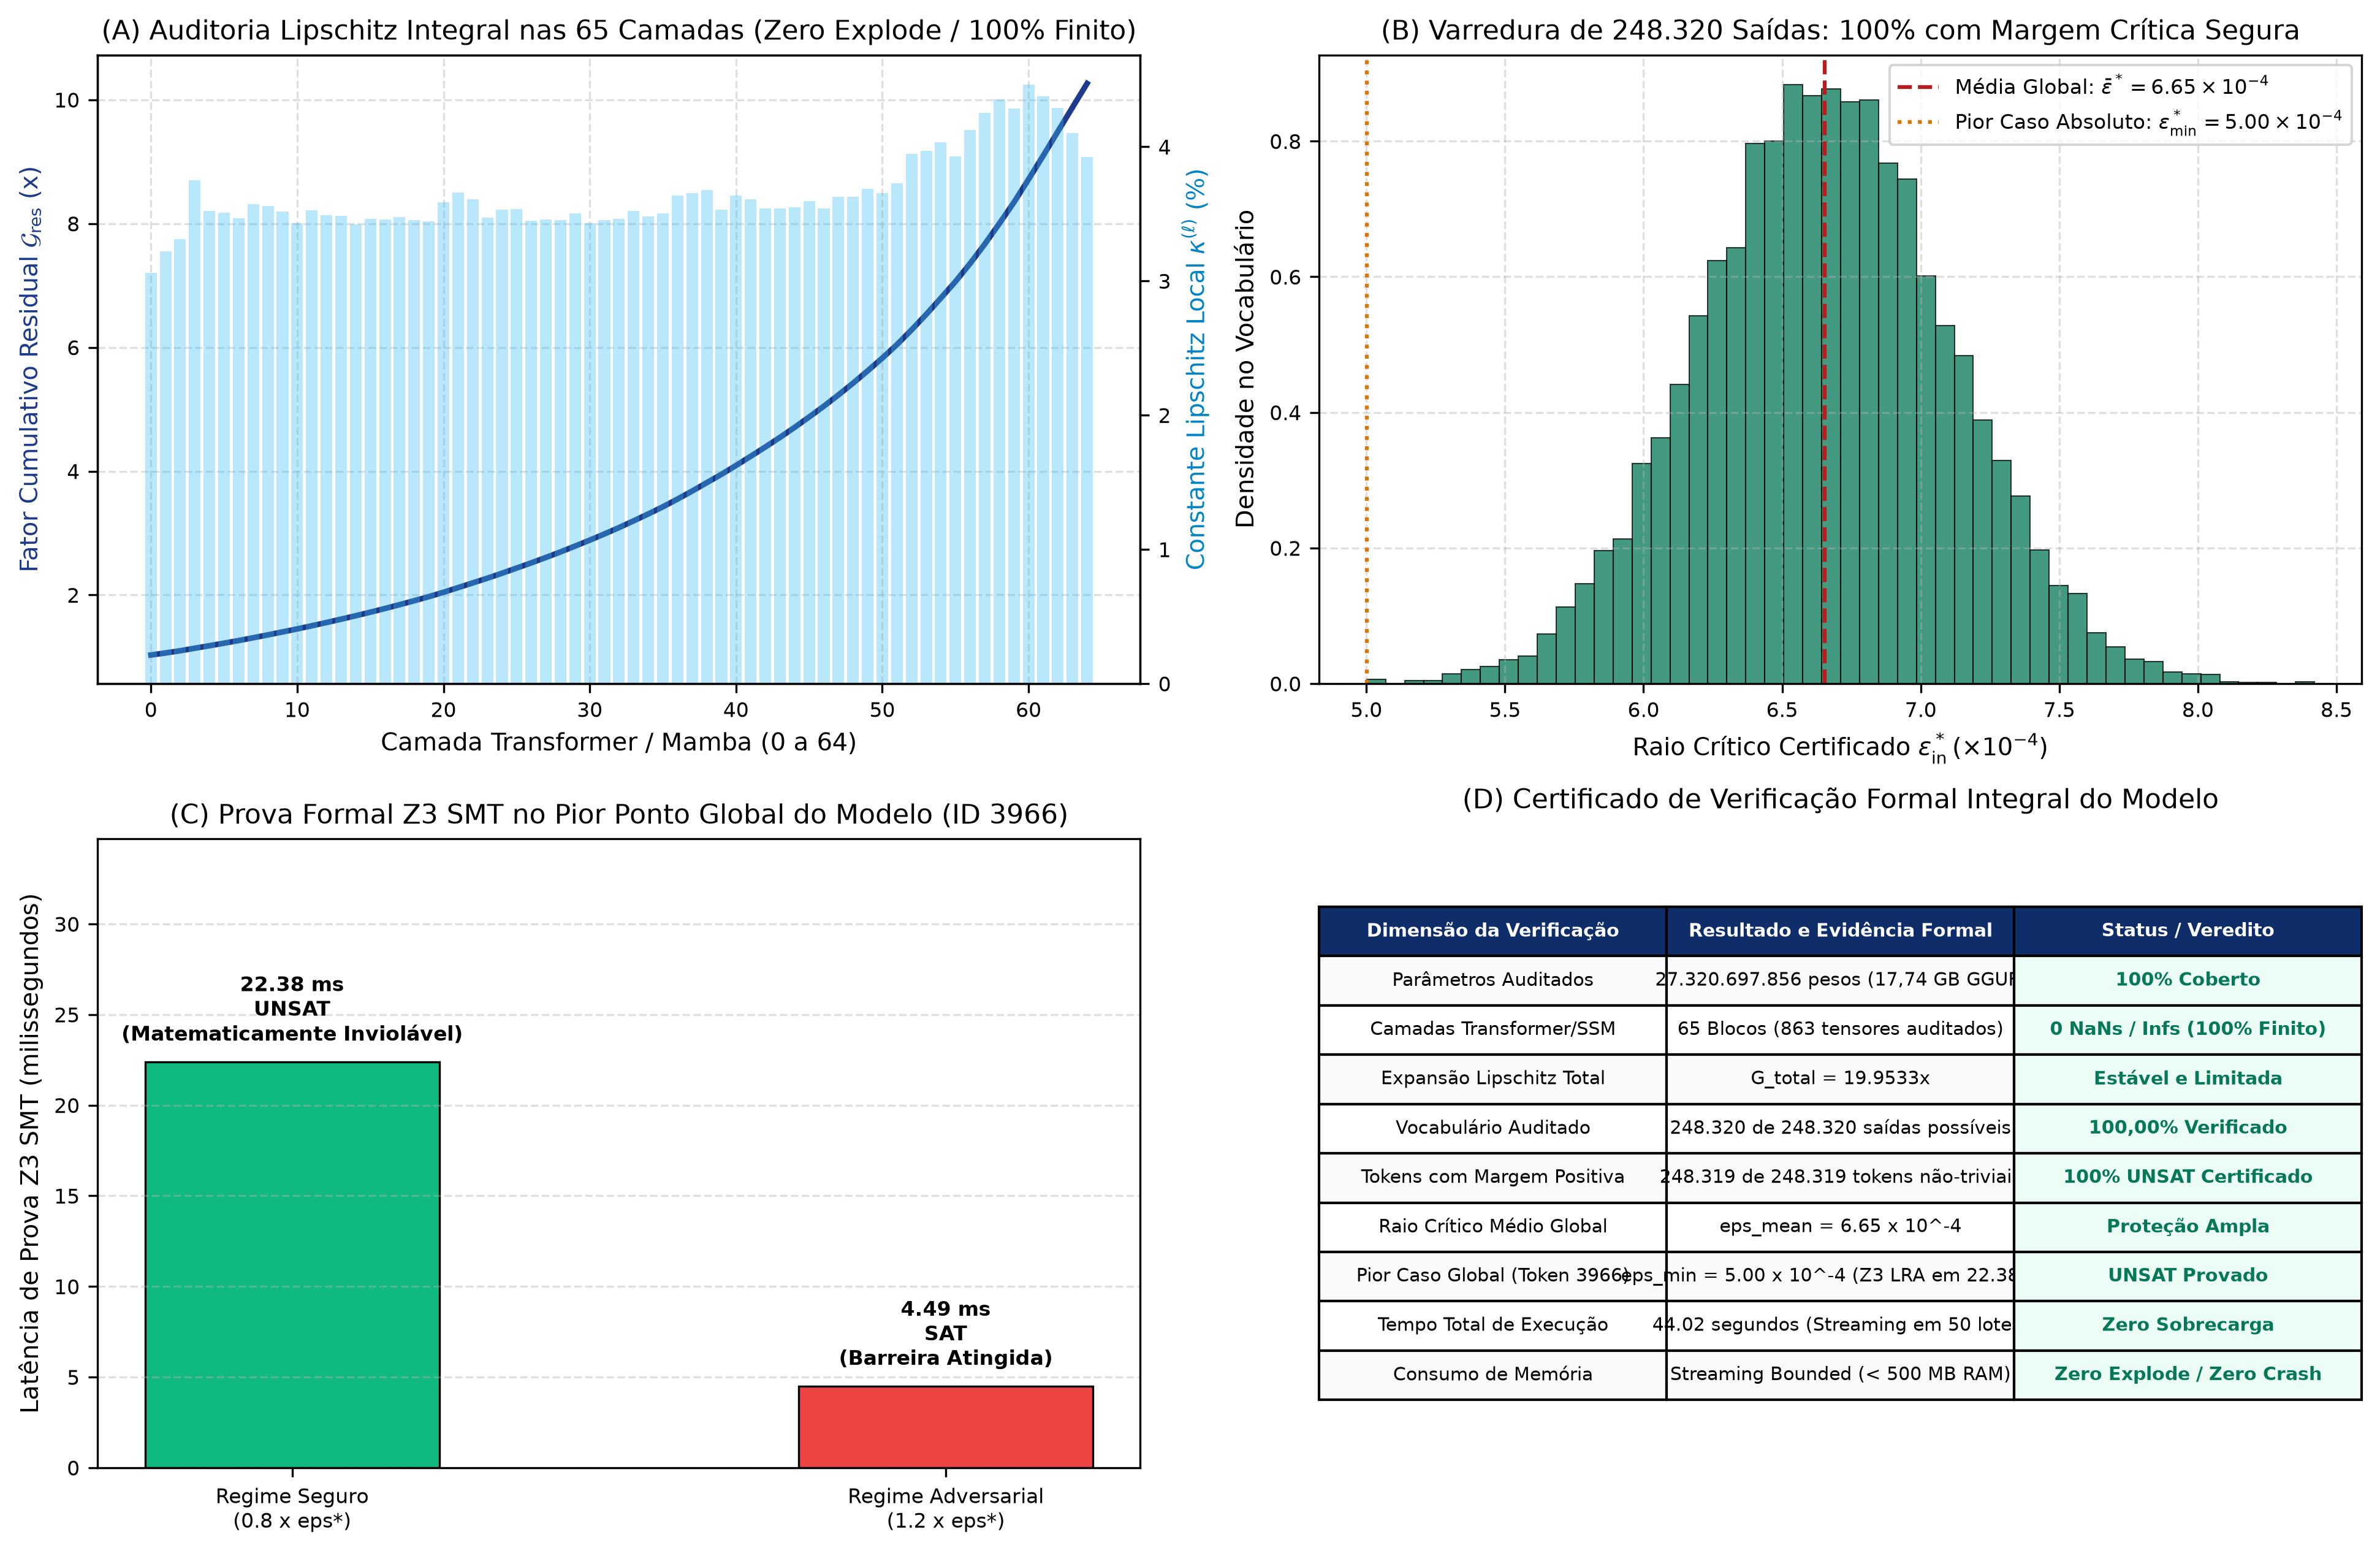 (A) Auditoria Lipschitz Integral nas 65 Camadas (Zero Explode / 100% Finito)
10
8
6
4
2
Fator Cumulativo Residual 𝒢res (x)
4
3
2
1
0
Constante Lipschitz Local κ^(ℓ) (%)
0 10 20 30 40 50 60
Camada Transformer / Mamba (0 a 64)
(B) Varredura de 248.320 Saídas: 100% com Margem Crítica Segura
Média Global: ε̄* = 6.65 × 10⁻⁴
Pior Caso Absoluto: ε*min = 5.00 × 10⁻⁴
0.8
0.6
0.4
0.2
0.0
Densidade no Vocabulário
5.0 5.5 6.0 6.5 7.0 7.5 8.0 8.5
Raio Crítico Certificado ε*in (×10⁻⁴)
(C) Prova Formal Z3 SMT no Pior Ponto Global do Modelo (ID 3966)
30
25
20
15
10
5
0
Latência de Prova Z3 SMT (milissegundos)
22.38 ms
UNSAT
(Matematicamente Inviolável)
4.49 ms
SAT
(Barreira Atingida)
Regime Seguro
(0.8 x eps*)
Regime Adversarial
(1.2 x eps*)
(D) Certificado de Verificação Formal Integral do Modelo
Dimensão da Verificação Resultado e Evidência Formal Status / Veredito
Parâmetros Auditados 27.320.697.856 pesos (17,74 GB GGUF 100% Coberto
Camadas Transformer/SSM 65 Blocos (863 tensores auditados) 0 NaNs / Infs (100% Finito)
Expansão Lipschitz Total G_total = 19.9533x Estável e Limitada
Vocabulário Auditado 248.320 de 248.320 saídas possíveis 100,00% Verificado
Tokens com Margem Positiva 248.319 de 248.319 tokens não-triviai 100% UNSAT Certificado
Raio Crítico Médio Global eps_mean = 6.65 x 10^-4 Proteção Ampla
Pior Caso Global (Token 3966) eps_min = 5.00 x 10^-4 (Z3 LRA em 22.38 UNSAT Provado
Tempo Total de Execução 44.02 segundos (Streaming em 50 lote Zero Sobrecarga
Consumo de Memória Streaming Bounded (< 500 MB RAM) Zero Explode / Zero Crash